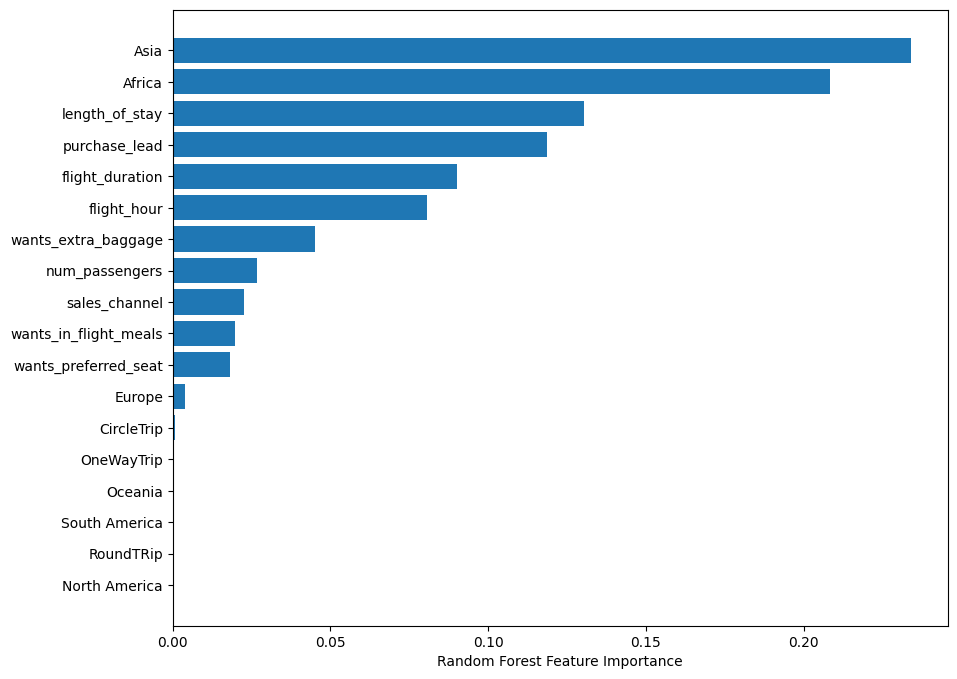 Asia
Africa
length_of_stay
purchase_lead
flight_duration
flight_hour
wants_extra_baggage
num_passengers
sales_channel
wants_in_flight_meals
wants_preferred_seat
Europe
CircleTrip
OneWayTrip
Oceania
South America
RoundTRip
North America
0.00 0.05 0.10 0.15 0.20
Random Forest Feature Importance